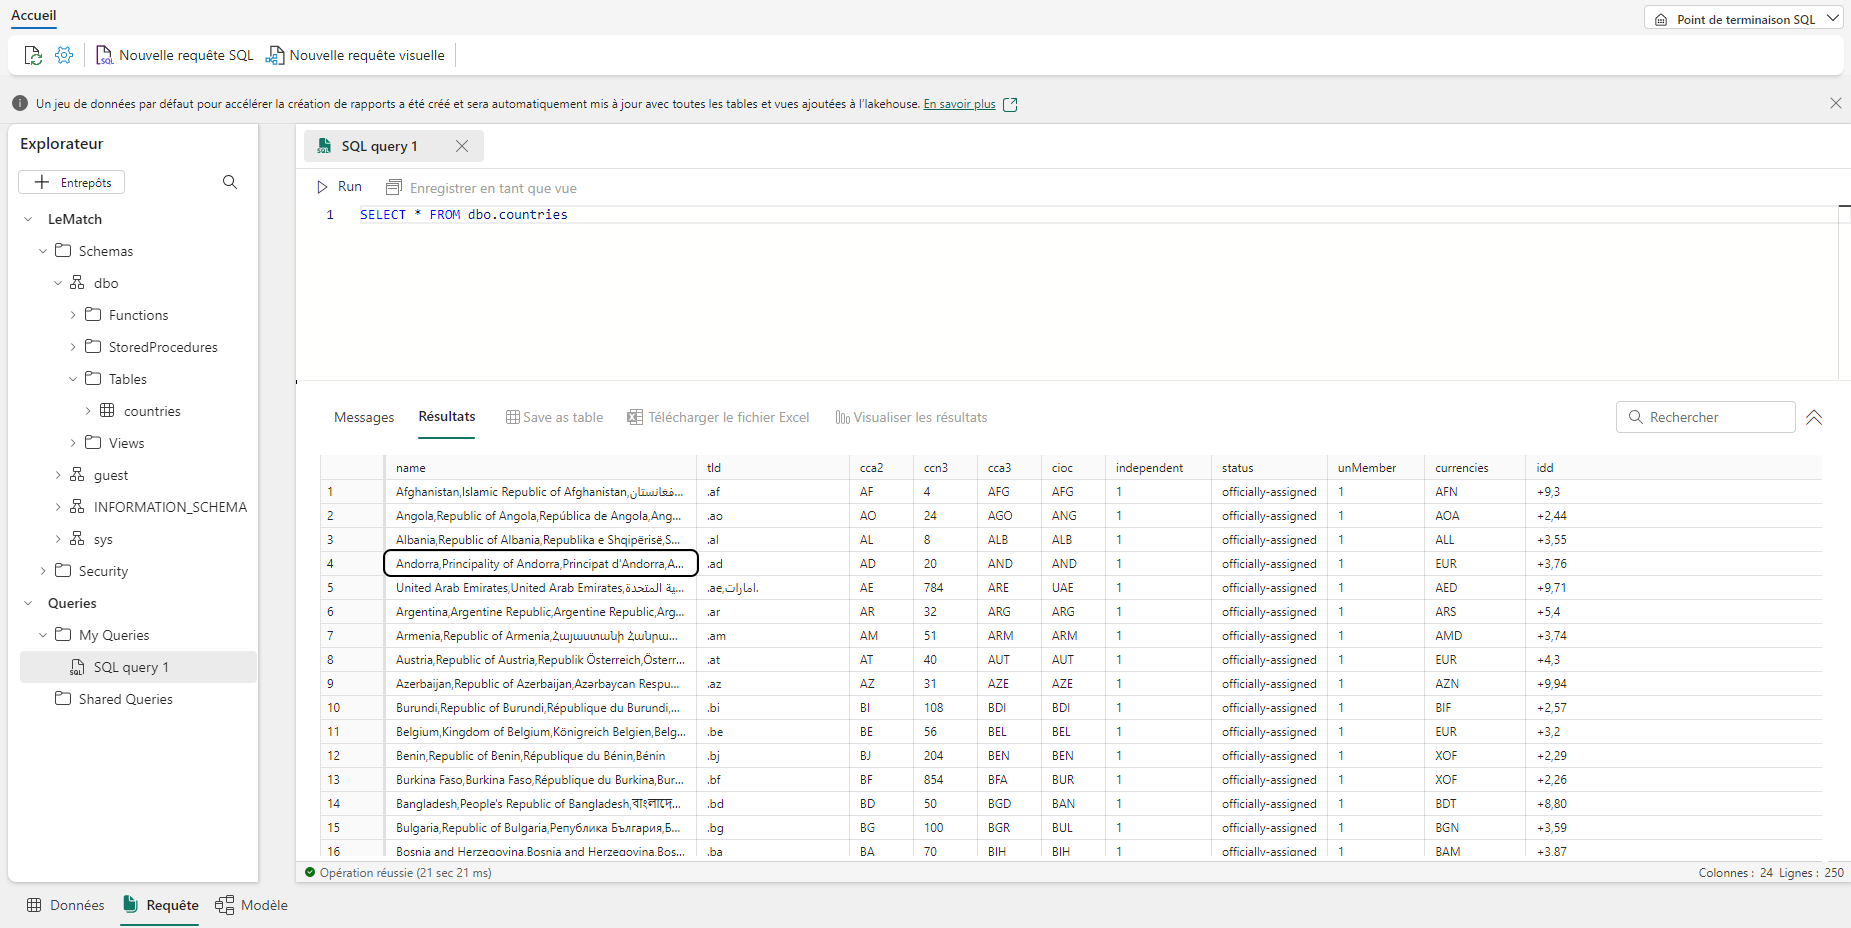 Accueil
Point de terminaison SQL
Nouvelle requête SQL Nouvelle requête visuelle
Un jeu de données par défaut pour accélérer la création de rapports a été créé et sera automatiquement mis à jour avec toutes les tables et vues ajoutées à l’lakehouse. En savoir plus
Explorateur
Entrepôts
LeMatch
Schemas
dbo
Functions
StoredProcedures
Tables
countries
Views
guest
INFORMATION_SCHEMA
sys
Security
Queries
My Queries
SQL query 1
Shared Queries
SQL query 1
Run Enregistrer en tant que vue
1 SELECT * FROM dbo.countries
Messages Résultats Save as table Télécharger le fichier Excel Visualiser les résultats Rechercher
name tld cca2 ccn3 cca3 cioc independent status unMember currencies idd
1 Afghanistan,Islamic Republic of Afghanistan,افغانستان... .af AF 4 AFG AFG 1 officially-assigned 1 AFN +9,3
2 Angola,Republic of Angola,República de Angola,Ang... .ao AO 24 AGO ANG 1 officially-assigned 1 AOA +2,44
3 Albania,Republic of Albania,Republika e Shqipërisë,S... .al AL 8 ALB ALB 1 officially-assigned 1 ALL +3,55
4 Andorra,Principality of Andorra,Principat d'Andorra,A... .ad AD 20 AND AND 1 officially-assigned 1 EUR +3,76
5 United Arab Emirates,United Arab Emirates,ية المتحدة... .ae,امارات. AE 784 ARE UAE 1 officially-assigned 1 AED +9,71
6 Argentina,Argentine Republic,Argentine Republic,Arg... .ar AR 32 ARG ARG 1 officially-assigned 1 ARS +5,4
7 Armenia,Republic of Armenia,Հայաստանի Հանրա... .am AM 51 ARM ARM 1 officially-assigned 1 AMD +3,74
8 Austria,Republic of Austria,Republik Österreich,Österr... .at AT 40 AUT AUT 1 officially-assigned 1 EUR +4,3
9 Azerbaijan,Republic of Azerbaijan,Azərbaycan Respu... .az AZ 31 AZE AZE 1 officially-assigned 1 AZN +9,94
10 Burundi,Republic of Burundi,République du Burundi,... .bi BI 108 BDI BDI 1 officially-assigned 1 BIF +2,57
11 Belgium,Kingdom of Belgium,Königreich Belgien,Belg... .be BE 56 BEL BEL 1 officially-assigned 1 EUR +3,2
12 Benin,Republic of Benin,République du Bénin,Bénin .bj BJ 204 BEN BEN 1 officially-assigned 1 XOF +2,29
13 Burkina Faso,Burkina Faso,République du Burkina,Bur... .bf BF 854 BFA BUR 1 officially-assigned 1 XOF +2,26
14 Bangladesh,People's Republic of Bangladesh,বাংলাদে... .bd BD 50 BGD BAN 1 officially-assigned 1 BDT +8,80
15 Bulgaria,Republic of Bulgaria,Република България,Б... .bg BG 100 BGR BUL 1 officially-assigned 1 BGN +3,59
16 Bosnia and Herzegovina,Bosnia and Herzegovina,Bos... .ba BA 70 BIH BIH 1 officially-assigned 1 BAM +3,87
Opération réussie (21 sec 21 ms) Colonnes : 24 Lignes : 250
Données Requête Modèle